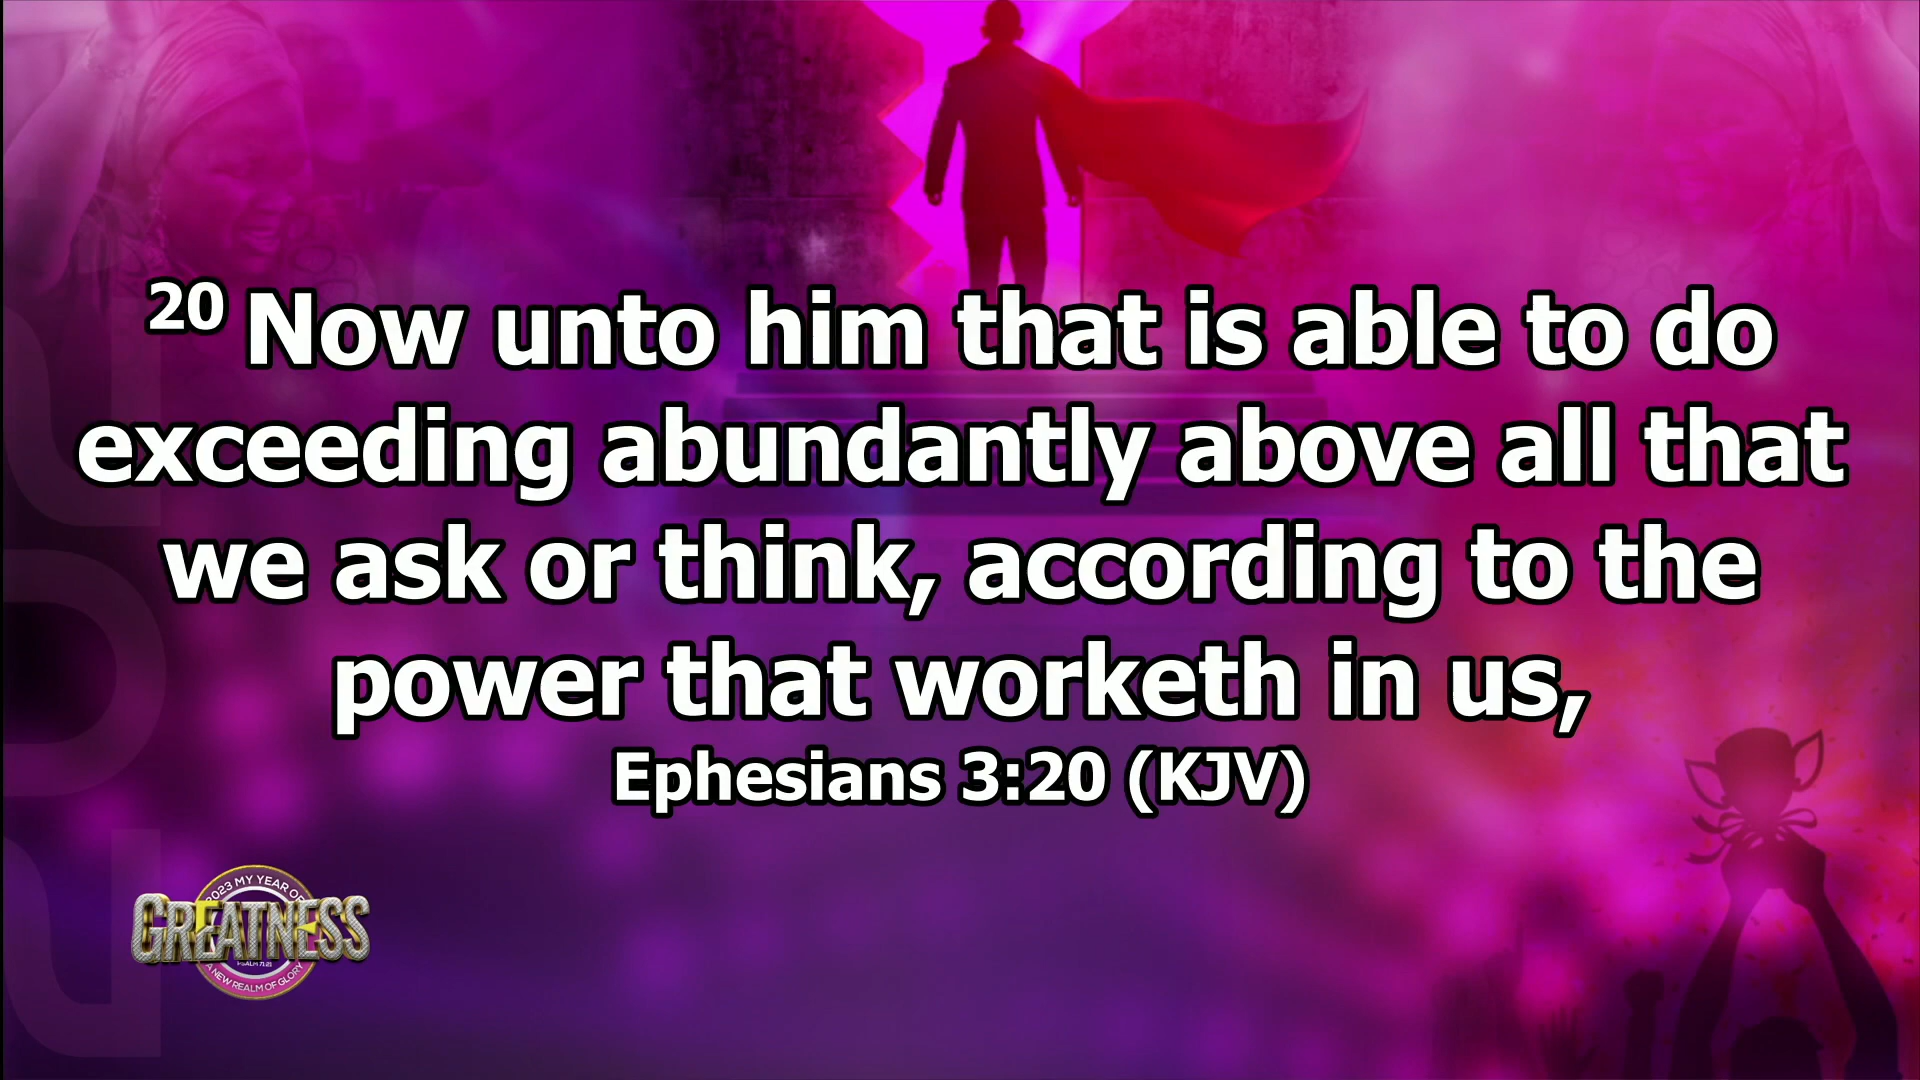 20 Now unto him that is able to do
exceeding abundantly above all that
we ask or think, according to the
power that worketh in us,
Ephesians 3:20 (KJV)
2023 MY YEAR OF
GREATNESS
PSALM 71:21
A NEW REALM OF GLORY